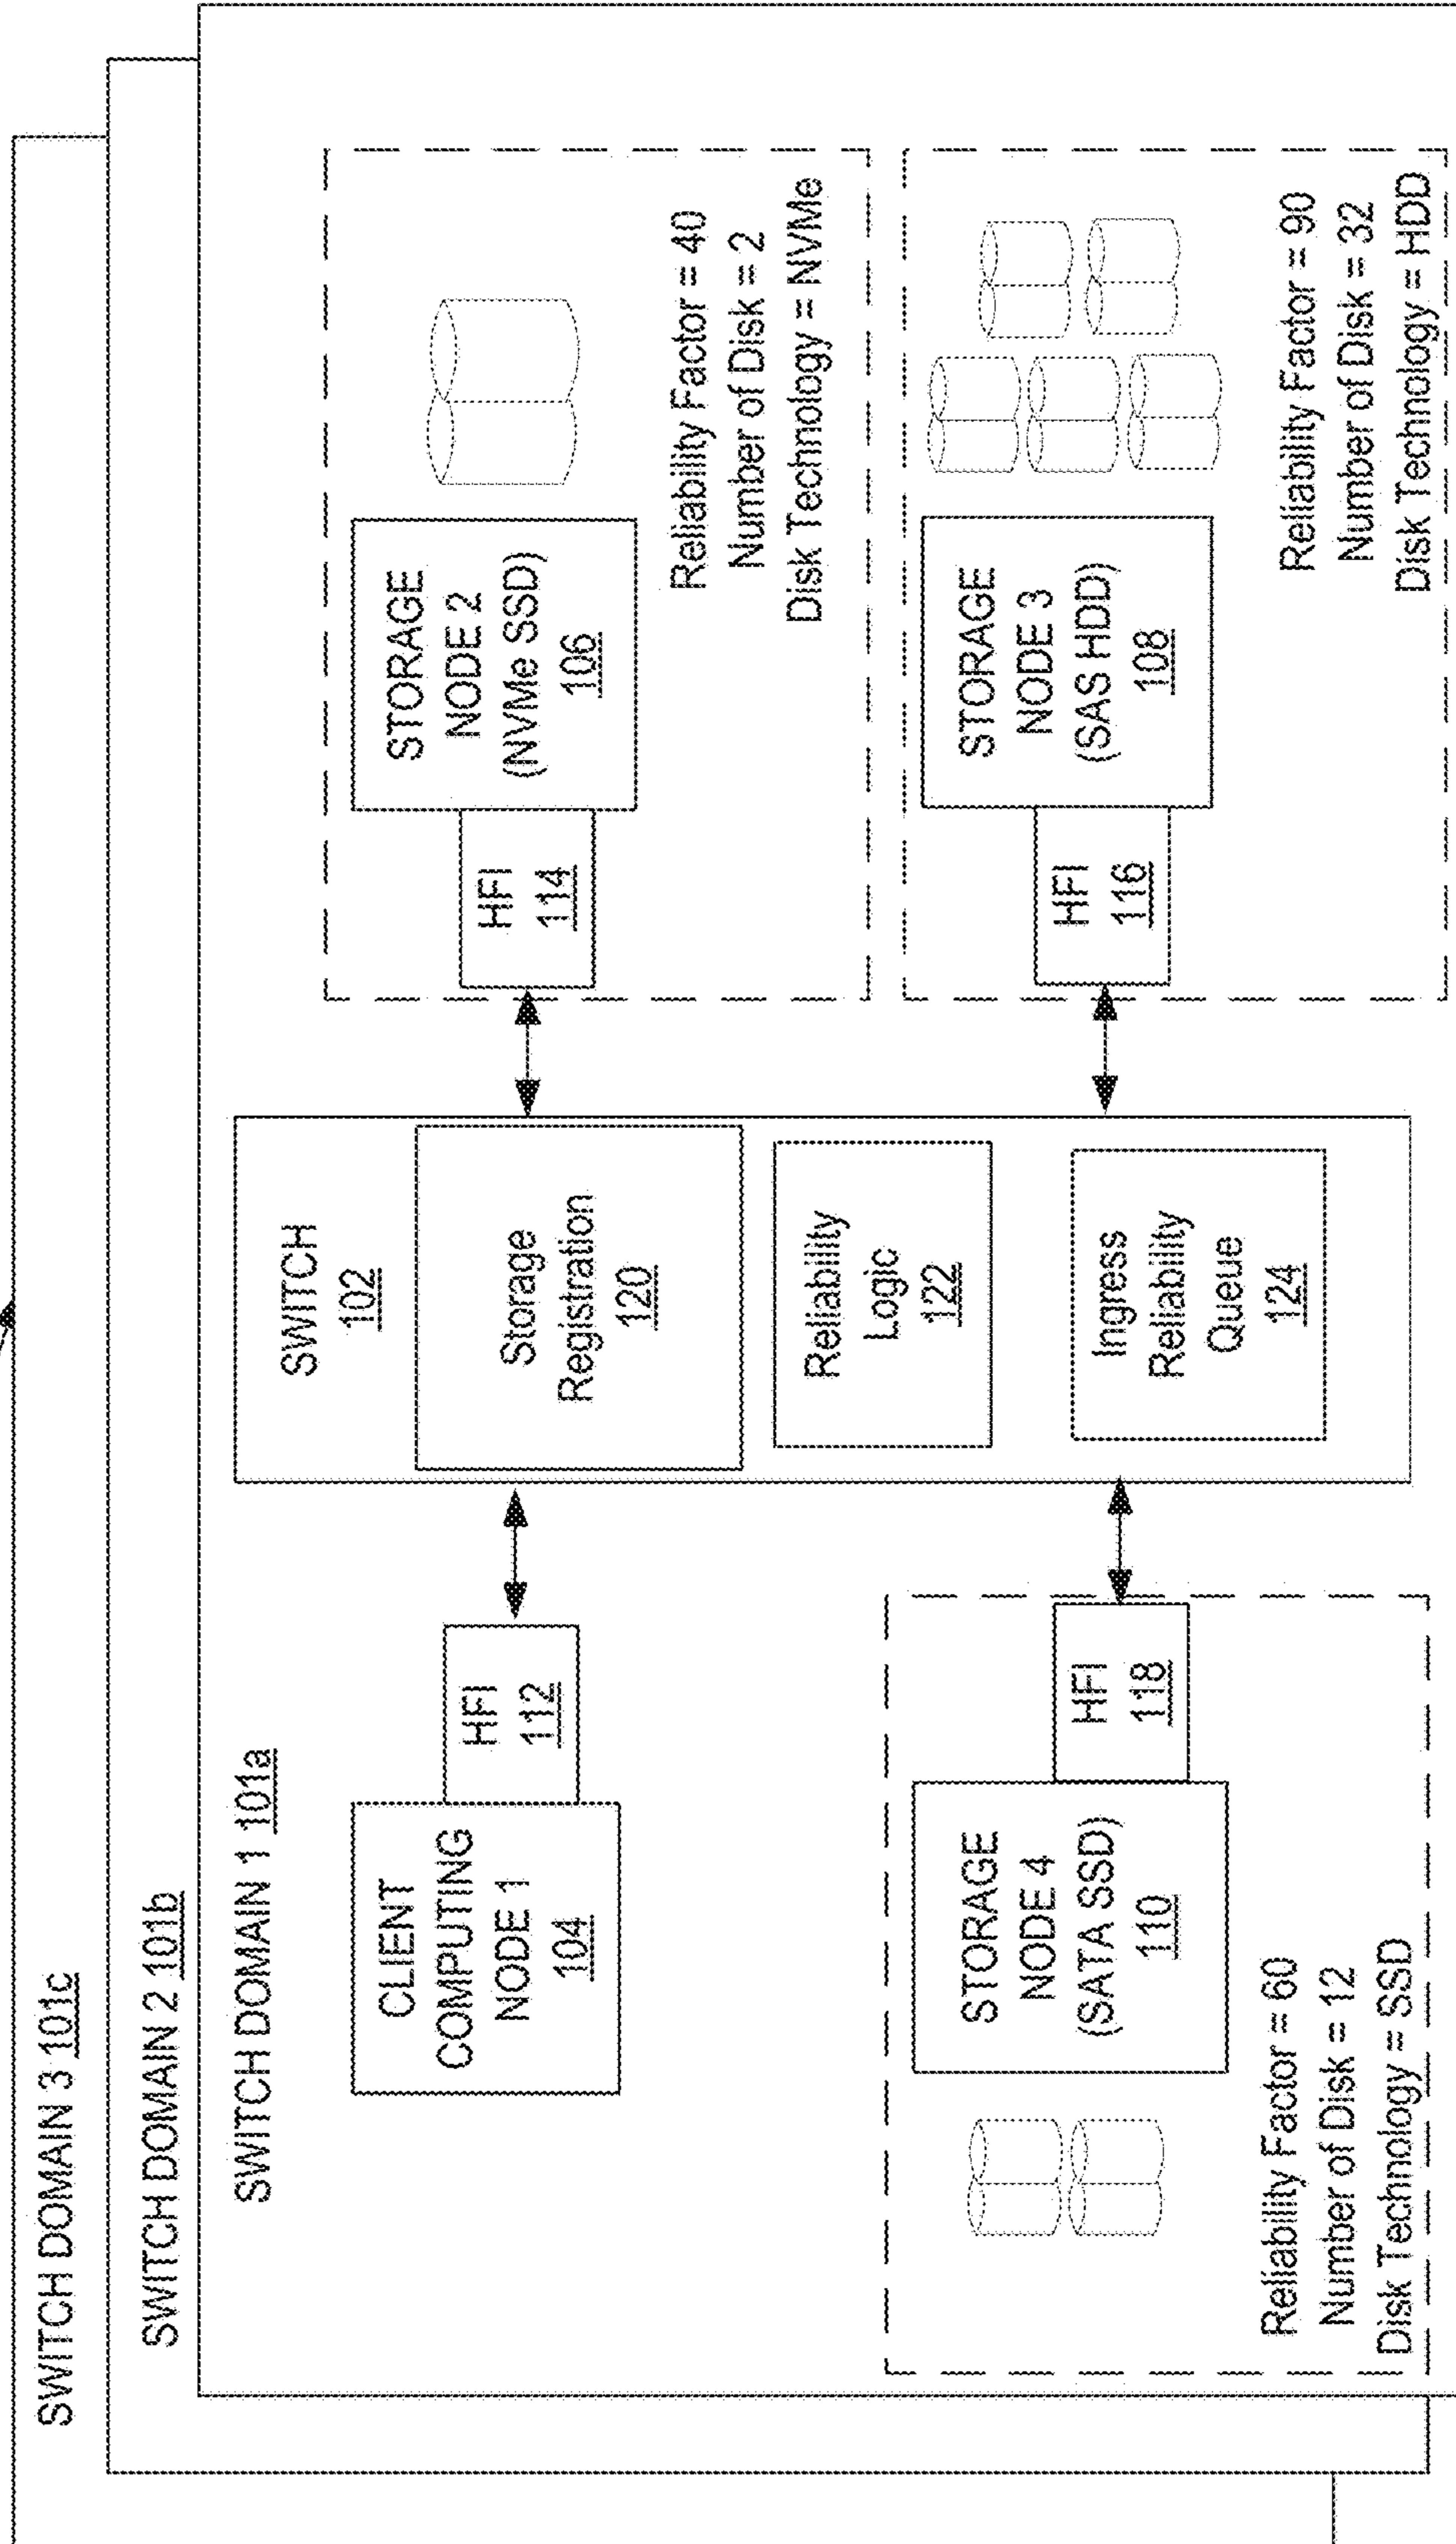 SWITCH DOMAIN 3 101c
SWITCH DOMAIN 2 101b
SWITCH DOMAIN 1 101a
CLIENT
COMPUTING
NODE 1
104
HFI
112
SWITCH
102
Storage
Registration
120
Reliability
Logic
122
Ingress
Reliability
Queue
124
HFI
114
STORAGE
NODE 2
(NVMe SSD)
106
Reliability Factor = 40
Number of Disk = 2
Disk Technology = NVMe
STORAGE
NODE 4
(SATA SSD)
110
HFI
118
Reliability Factor = 60
Number of Disk = 12
Disk Technology = SSD
HFI
116
STORAGE
NODE 3
(SAS HDD)
108
Reliability Factor = 90
Number of Disk = 32
Disk Technology = HDD